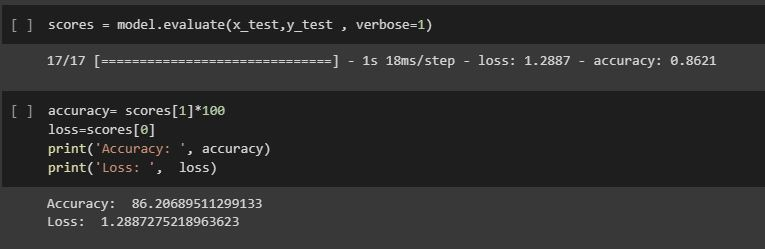 [ ] scores = model.evaluate(x_test,y_test , verbose=1)
17/17 [==============================] - 1s 18ms/step - loss: 1.2887 - accuracy: 0.8621
[ ] accuracy= scores[1]*100
loss=scores[0]
print('Accuracy: ', accuracy)
print('Loss: ',  loss)
Accuracy:  86.20689511299133
Loss:  1.2887275218963623